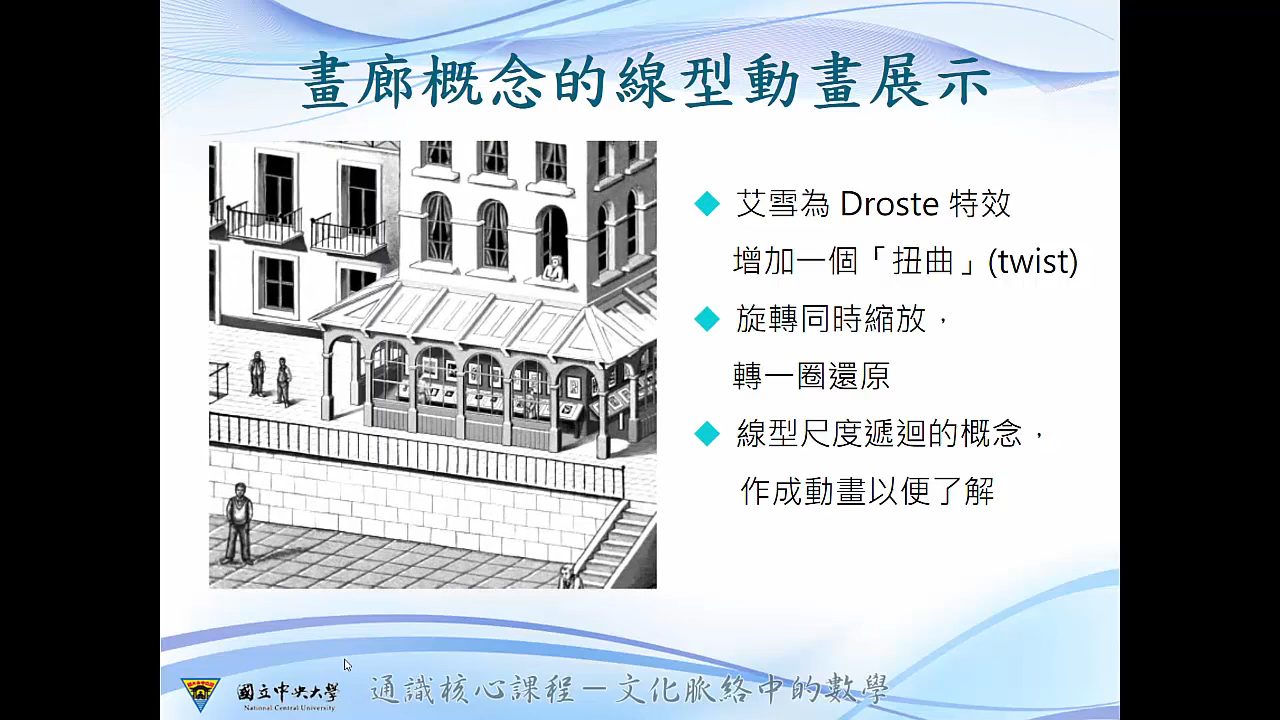 畫廊概念的線型動畫展示
艾雪為 Droste 特效
增加一個「扭曲」(twist)
旋轉同時縮放，
轉一圈還原
線型尺度遞迴的概念，
作成動畫以便了解
國立中央大學
National Central University
通識核心課程－文化脈絡中的數學